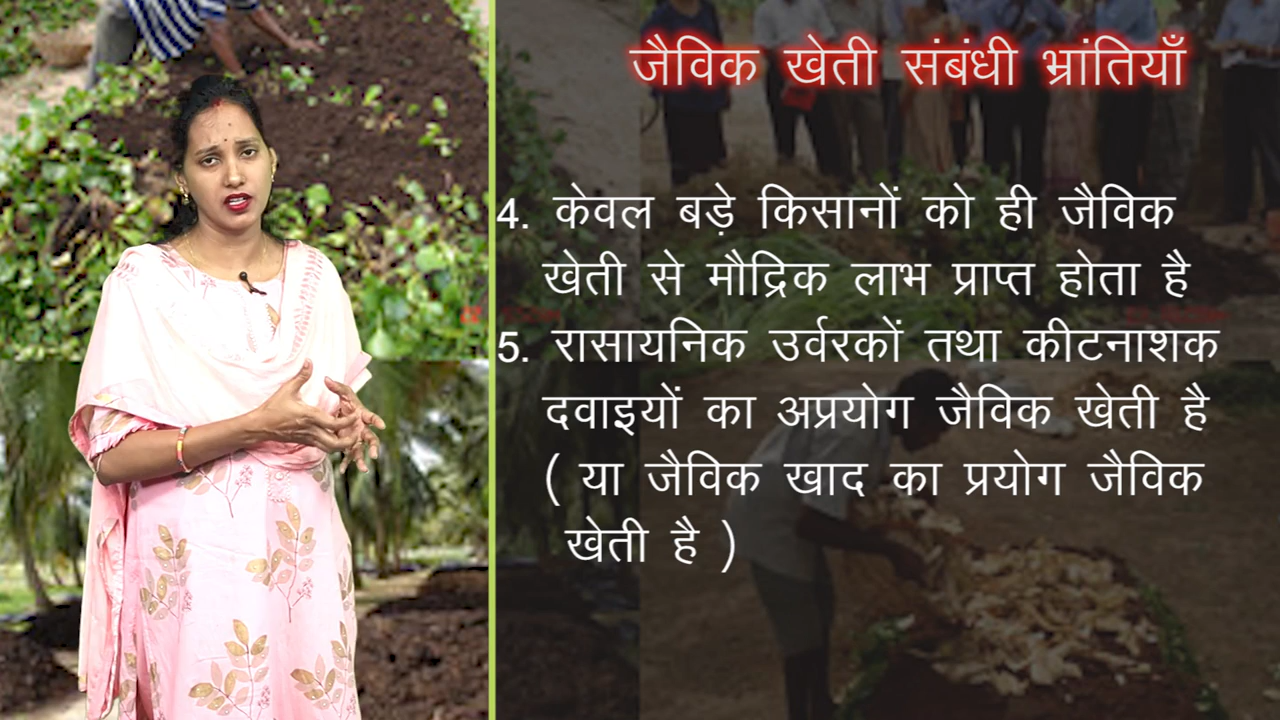 जैविक खेती संबंधी भ्रांतियाँ
4. केवल बड़े किसानों को ही जैविक
खेती से मौद्रिक लाभ प्राप्त होता है
5. रासायनिक उर्वरकों तथा कीटनाशक
दवाइयों का अप्रयोग जैविक खेती है
( या जैविक खाद का प्रयोग जैविक
खेती है )